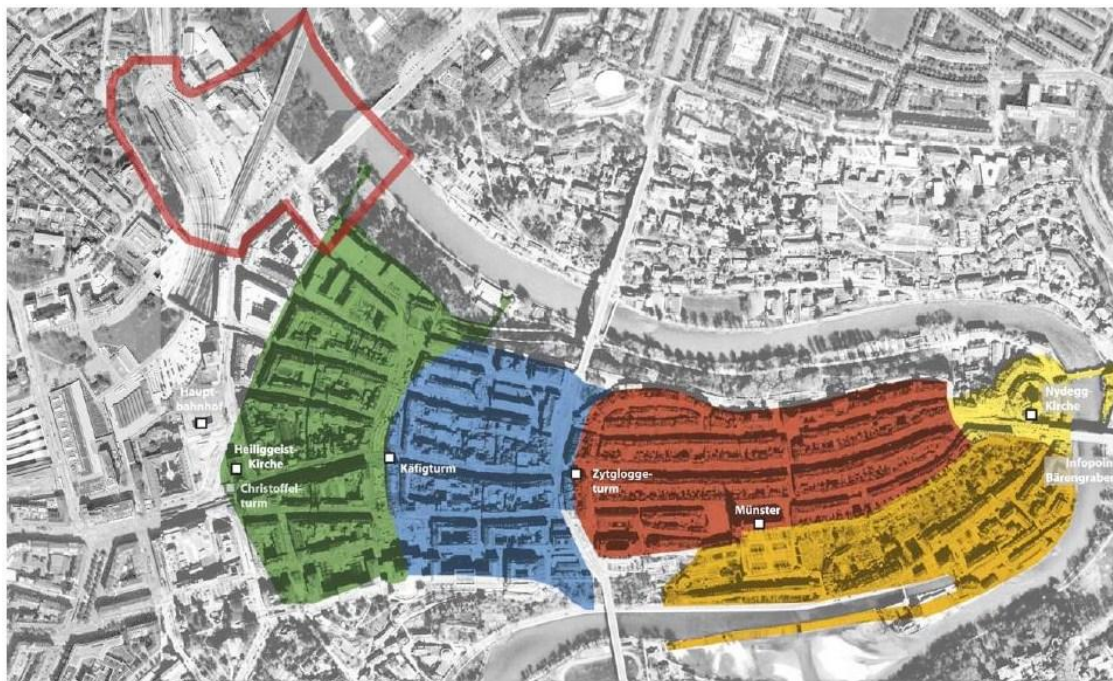 Haupt-
bahnhof
Heiliggeist-
Kirche
Christoffel-
turm
Käfigturm
Zytglogge-
turm
Münster
Nydegg-
Kirche
Infopoint
Bärengraben